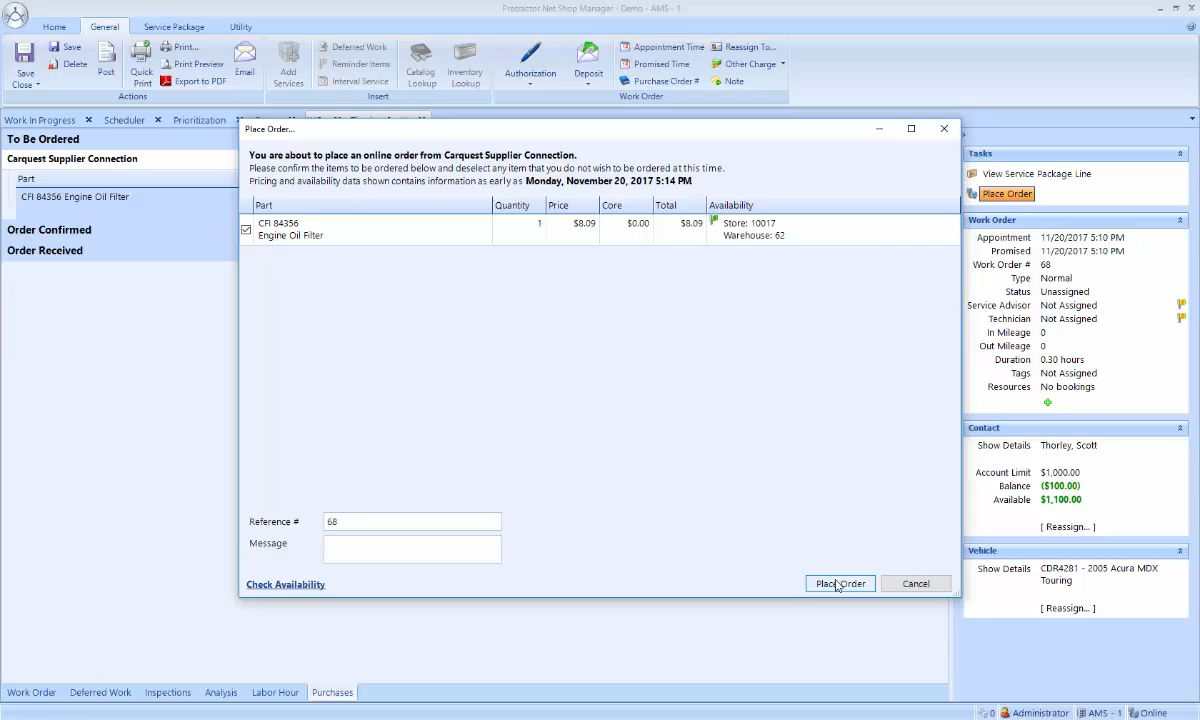 Protractor.Net Shop Manager - Demo - AMS - 1
Home General Service Package Utility
Save Close
Save
Delete
Post
Quick Print
Print...
Print Preview
Export to PDF
Email
Actions
Add Services
Deferred Work
Reminder Items
Interval Service
Catalog Lookup
Inventory Lookup
Insert
Authorization
Deposit
Appointment Time
Promised Time
Purchase Order #
Reassign To...
Other Charge
Note
Work Order
Work In Progress Scheduler Prioritization
To Be Ordered
Carquest Supplier Connection
Part
CFI 84356 Engine Oil Filter
Order Confirmed
Order Received
Place Order...
You are about to place an online order from Carquest Supplier Connection.
Please confirm the items to be ordered below and deselect any item that you do not wish to be ordered at this time.
Pricing and availability data shown contains information as early as Monday, November 20, 2017 5:14 PM
Part Quantity Price Core Total Availability
CFI 84356 1 $8.09 $0.00 $8.09 Store: 10017
Engine Oil Filter Warehouse: 62
Reference # 68
Message
Check Availability Place Order Cancel
Tasks
View Service Package Line
Place Order
Work Order
Appointment 11/20/2017 5:10 PM
Promised 11/20/2017 5:10 PM
Work Order # 68
Type Normal
Status Unassigned
Service Advisor Not Assigned
Technician Not Assigned
In Mileage 0
Out Mileage 0
Duration 0.30 hours
Tags Not Assigned
Resources No bookings
Contact
Show Details Thorley, Scott
Account Limit $1,000.00
Balance ($100.00)
Available $1,100.00
[ Reassign... ]
Vehicle
Show Details CDR4281 - 2005 Acura MDX
Touring
[ Reassign... ]
Work Order Deferred Work Inspections Analysis Labor Hour Purchases
0 Administrator AMS - 1 Online